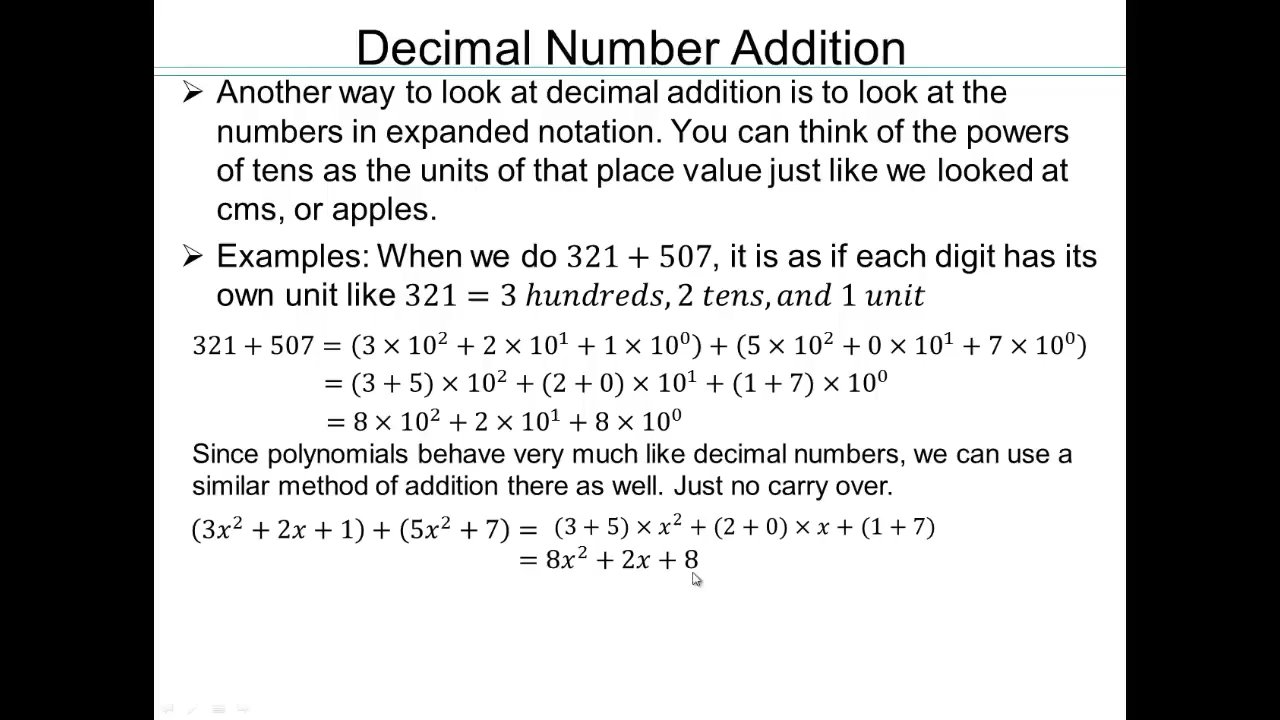 Decimal Number Addition
➢ Another way to look at decimal addition is to look at the
numbers in expanded notation. You can think of the powers
of tens as the units of that place value just like we looked at
cms, or apples.
➢ Examples: When we do 321 + 507, it is as if each digit has its
own unit like 321 = 3 hundreds, 2 tens, and 1 unit
321 + 507 = (3 × 10² + 2 × 10¹ + 1 × 10⁰) + (5 × 10² + 0 × 10¹ + 7 × 10⁰)
= (3 + 5) × 10² + (2 + 0) × 10¹ + (1 + 7) × 10⁰
= 8 × 10² + 2 × 10¹ + 8 × 10⁰
Since polynomials behave very much like decimal numbers, we can use a
similar method of addition there as well. Just no carry over.
(3x² + 2x + 1) + (5x² + 7) = (3 + 5) × x² + (2 + 0) × x + (1 + 7)
= 8x² + 2x + 8